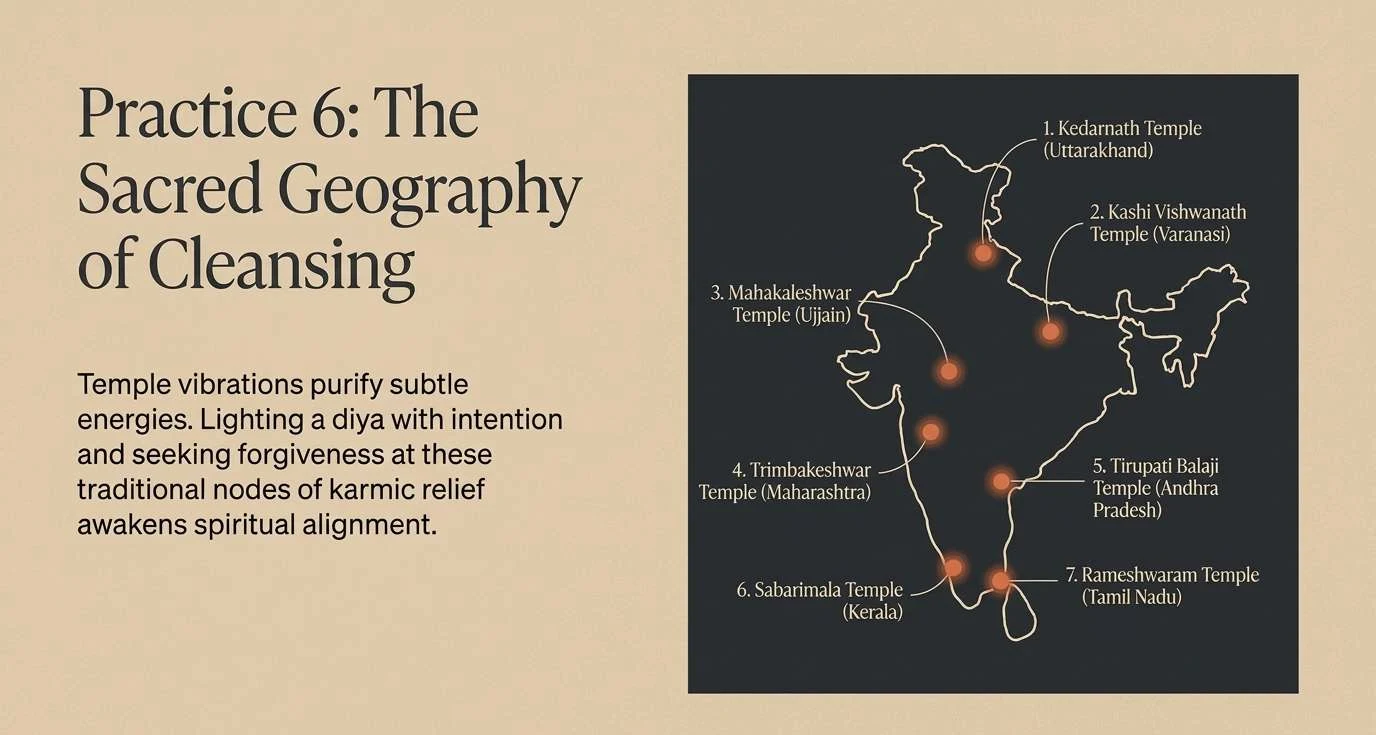 Practice 6: The
Sacred Geography
of Cleansing
Temple vibrations purify subtle
energies. Lighting a diya with intention
and seeking forgiveness at these
traditional nodes of karmic relief
awakens spiritual alignment.
1. Kedarnath Temple
(Uttarakhand)
2. Kashi Vishwanath
Temple (Varanasi)
3. Mahakaleshwar
Temple (Ujjain)
4. Trimbakeshwar
Temple (Maharashtra)
5. Tirupati Balaji
Temple (Andhra
Pradesh)
6. Sabarimala Temple
(Kerala)
7. Rameshwaram Temple
(Tamil Nadu)